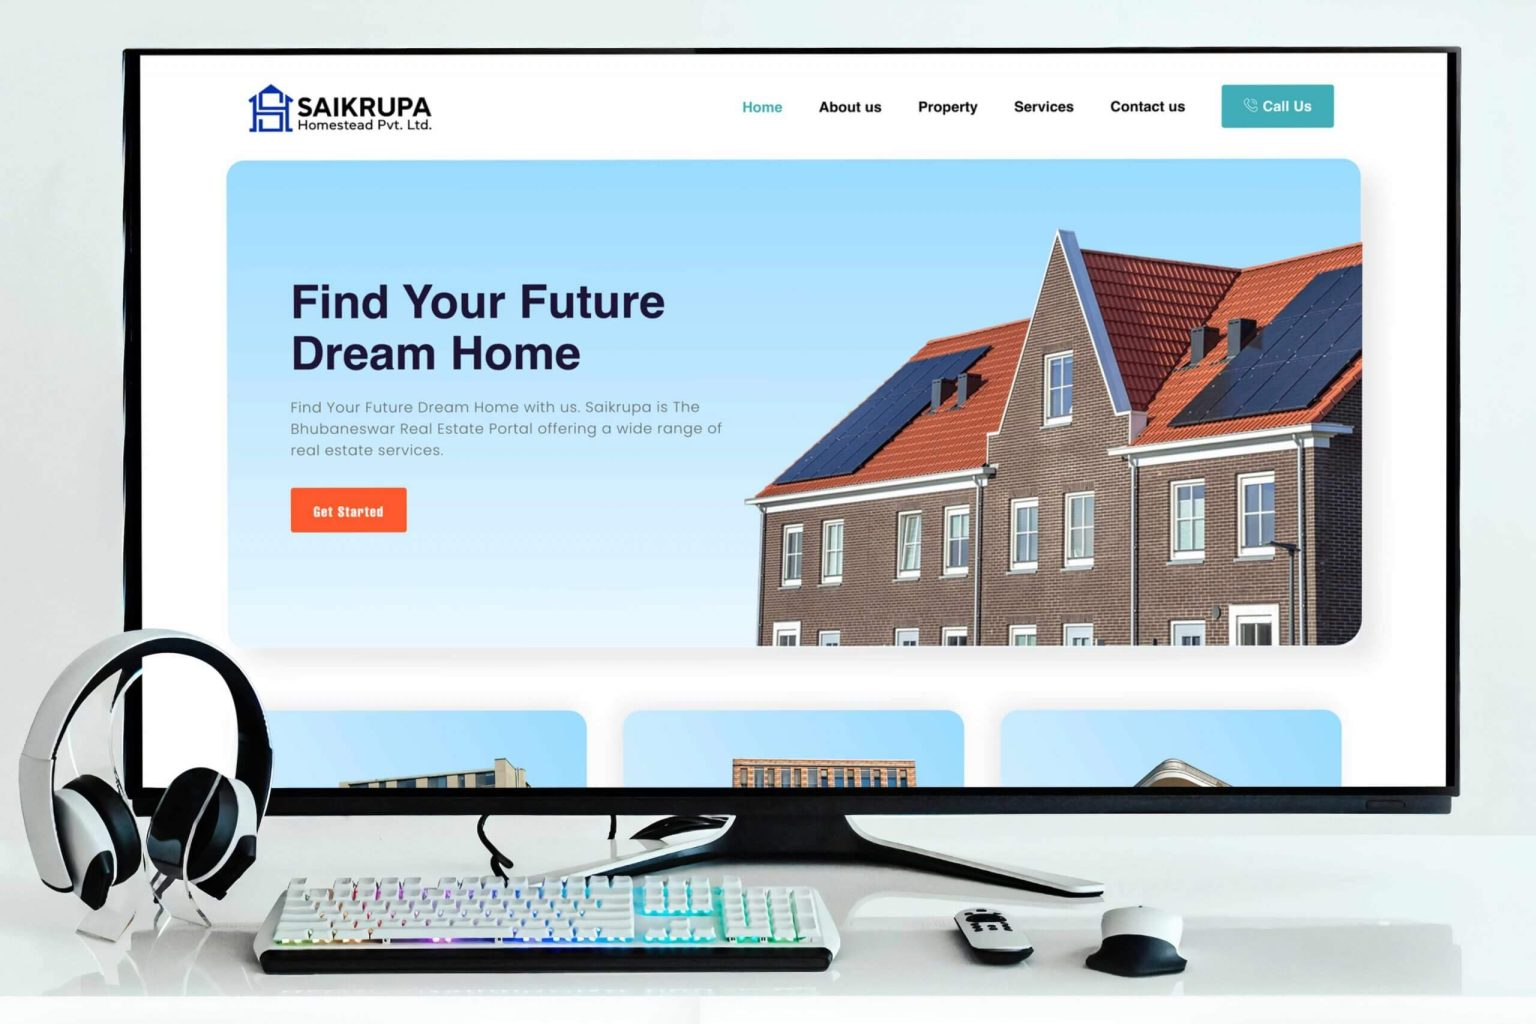 SAIKRUPA
Homestead Pvt. Ltd.
Home About us Property Services Contact us Call Us
Find Your Future
Dream Home
Find Your Future Dream Home with us. Saikrupa is The
Bhubaneswar Real Estate Portal offering a wide range of
real estate services.
Get Started